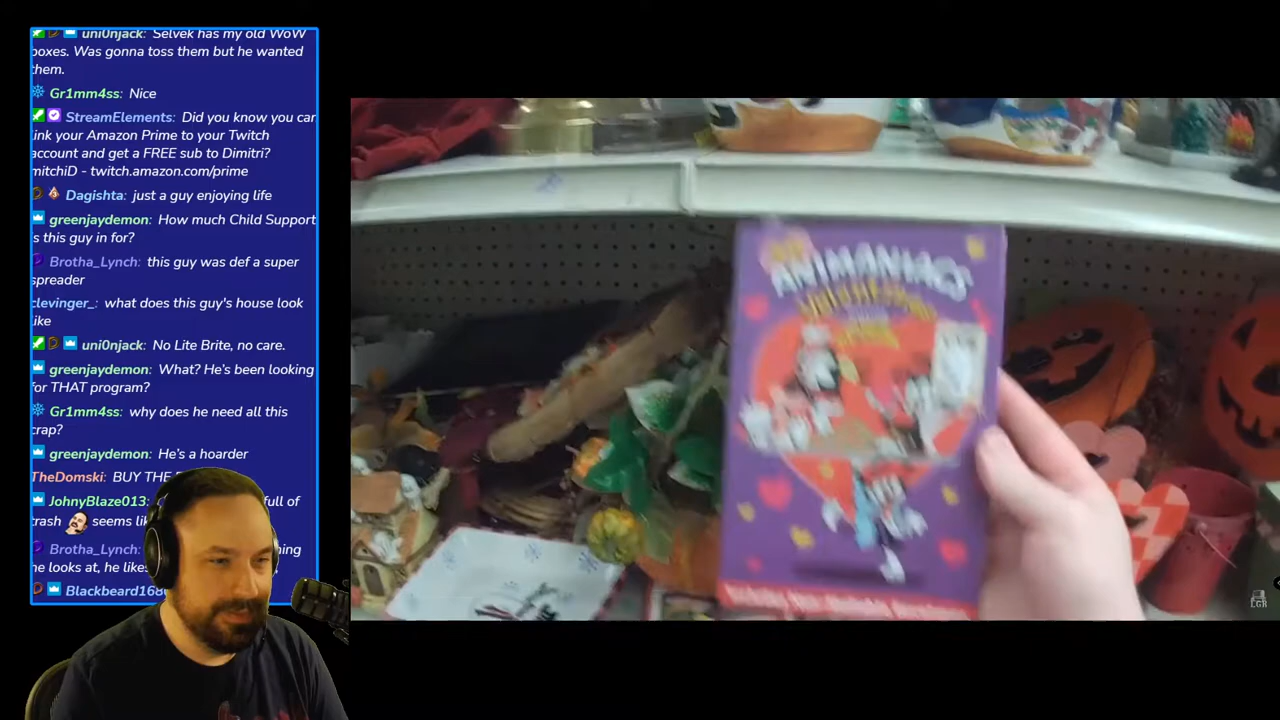 uni0njack: Selvek has my old WoW
boxes. Was gonna toss them but he wanted
them.
Gr1mm4ss: Nice
StreamElements: Did you know you can
link your Amazon Prime to your Twitch
account and get a FREE sub to Dimitri?
mitchiD - twitch.amazon.com/prime
Dagishta: just a guy enjoying life
greenjaydemon: How much Child Support
is this guy in for?
Brotha_Lynch: this guy was def a super
spreader
clevinger_: what does this guy's house look
like
uni0njack: No Lite Brite, no care.
greenjaydemon: What? He's been looking
for THAT program?
Gr1mm4ss: why does he need all this
crap?
greenjaydemon: He's a hoarder
TheDomski: BUY THE
JohnyBlaze013: full of
trash seems
Brotha_Lynch:
he looks at, he likes
ANIMANIACS
LGR